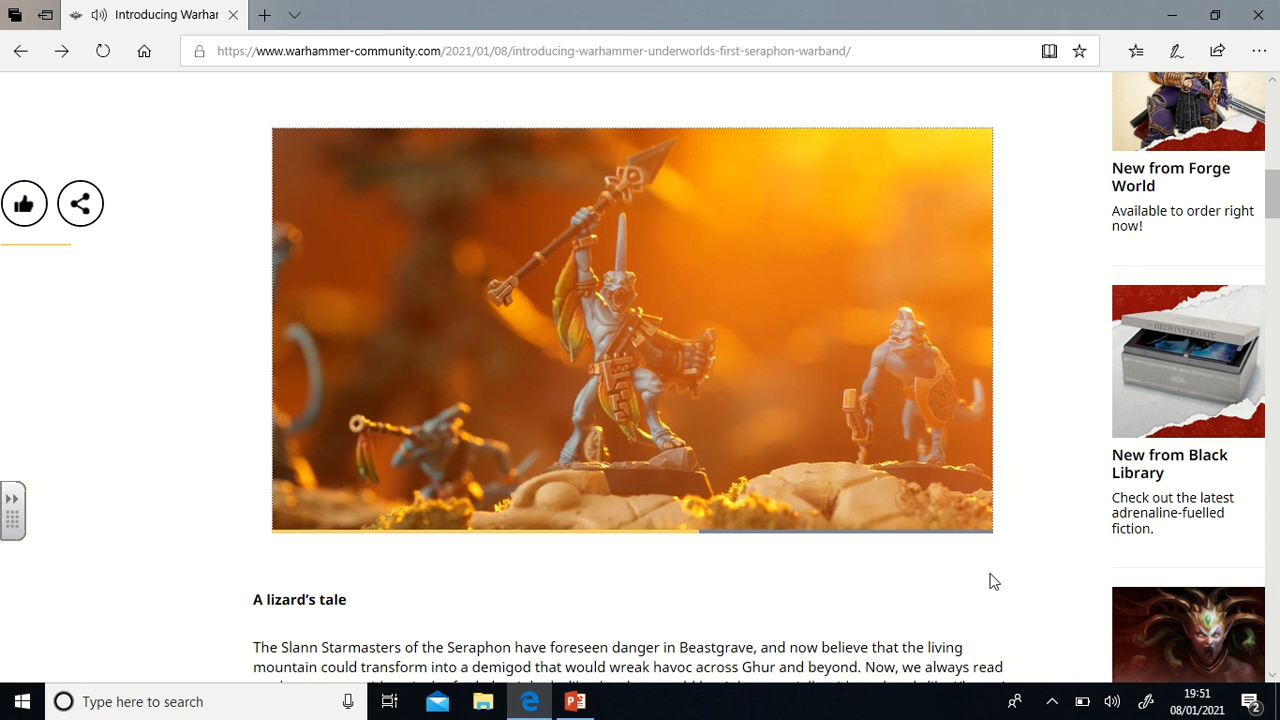 Introducing Warhar
https://www.warhammer-community.com/2021/01/08/introducing-warhammer-underworlds-first-seraphon-warband/
New from Forge
World
Available to order right
now!
New from Black
Library
Check out the latest
adrenaline-fuelled
fiction.
A lizard's tale
The Slann Starmasters of the Seraphon have foreseen danger in Beastgrave, and now believe that the living
mountain could transform into a demigod that would wreak havoc across Ghur and beyond. Now, we always read
Type here to search
19:51
08/01/2021
2